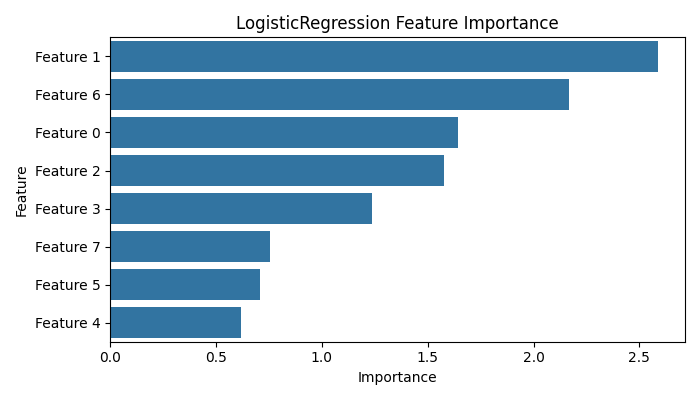 LogisticRegression Feature Importance
Feature 1
Feature 6
Feature 0
Feature 2
Feature 3
Feature 7
Feature 5
Feature 4
Feature
0.0 0.5 1.0 1.5 2.0 2.5
Importance